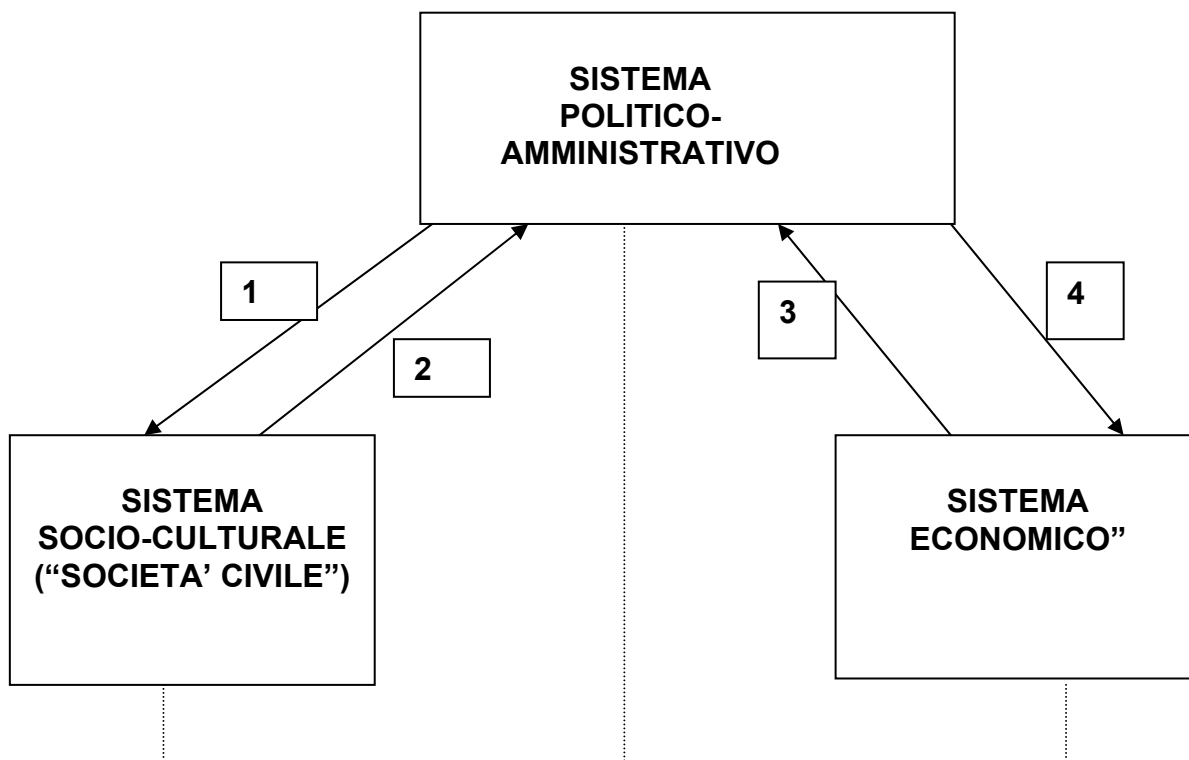 SISTEMA
POLITICO-
AMMINISTRATIVO
1
2
3
4
SISTEMA
SOCIO-CULTURALE
(“SOCIETA’ CIVILE”)
SISTEMA
ECONOMICO”